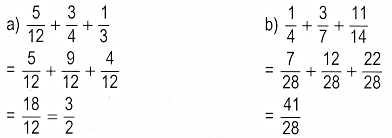 a) 5/12 + 3/4 + 1/3
= 5/12 + 9/12 + 4/12
= 18/12 = 3/2
b) 1/4 + 3/7 + 11/14
= 7/28 + 12/28 + 22/28
= 41/28